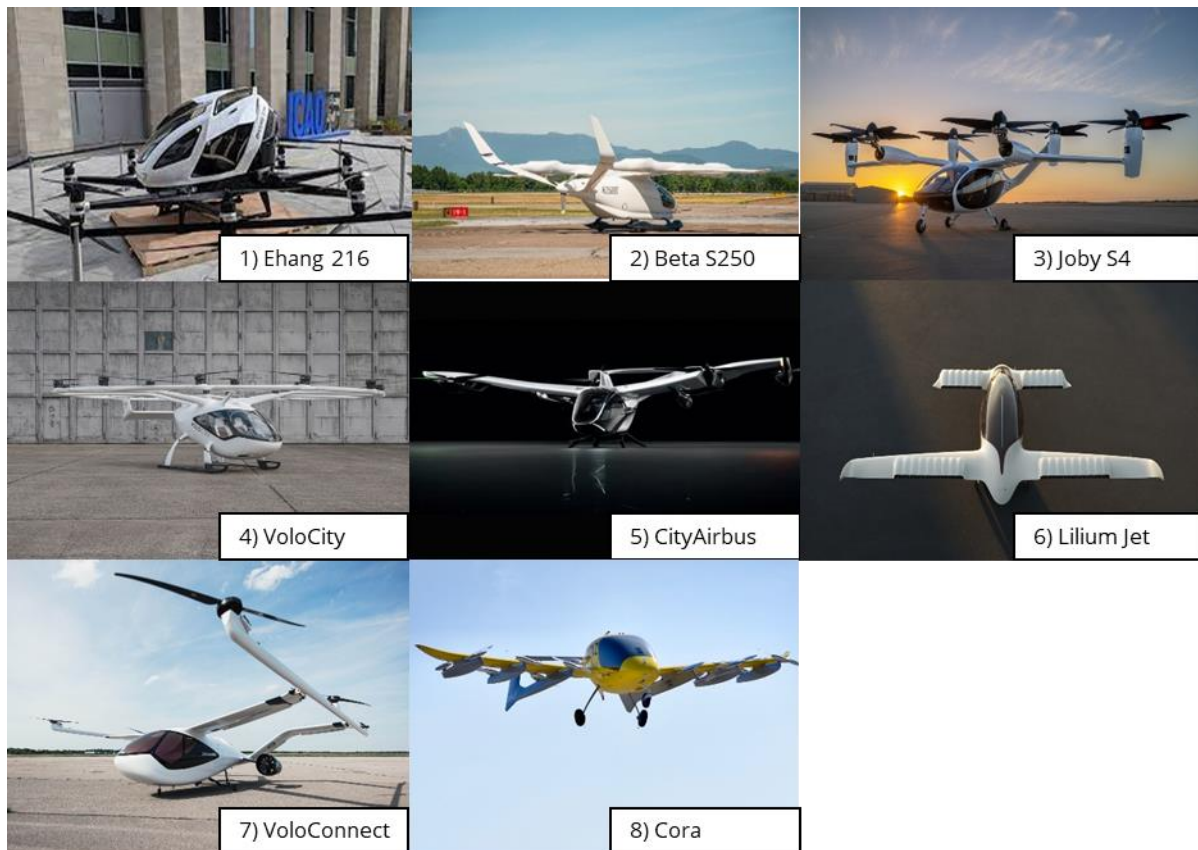 ICAO
1) Ehang 216
2) Beta S250
3) Joby S4
4) VoloCity
5) CityAirbus
6) Lilium Jet
7) VoloConnect
8) Cora